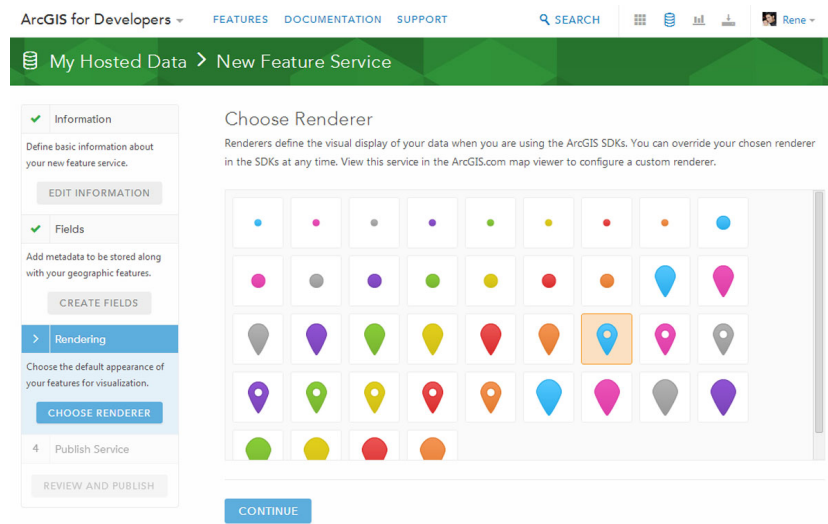 ArcGIS for Developers
FEATURES DOCUMENTATION SUPPORT
SEARCH
Rene
My Hosted Data > New Feature Service
Information
Define basic information about
your new feature service.
EDIT INFORMATION
Fields
Add metadata to be stored along
with your geographic features.
CREATE FIELDS
Rendering
Choose the default appearance of
your features for visualization.
CHOOSE RENDERER
4 Publish Service
REVIEW AND PUBLISH
Choose Renderer
Renderers define the visual display of your data when you are using the ArcGIS SDKs. You can override your chosen renderer
in the SDKs at any time. View this service in the ArcGIS.com map viewer to configure a custom renderer.
CONTINUE